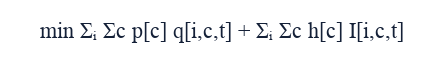 min Σᵢ Σc p[c] q[i,c,t] + Σᵢ Σc h[c] I[i,c,t]